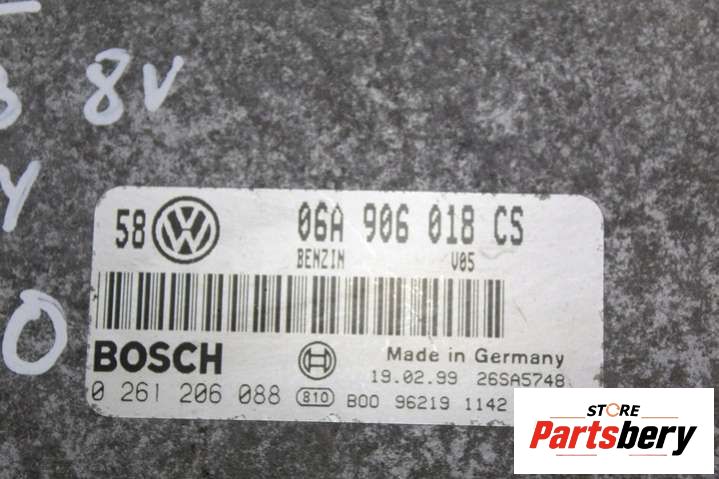 8V
Y
O
58 06A 906 018 CS
BENZIN V05
BOSCH Made in Germany
19.02.99 26SA5748
0 261 206 088 810 B00 96219 1142
STORE
Partsbery